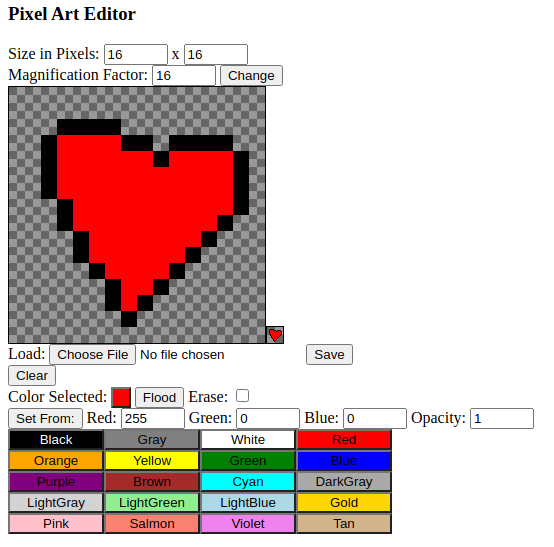 Pixel Art Editor
Size in Pixels: 16 x 16
Magnification Factor: 16 Change
Load: Choose File No file chosen Save
Clear
Color Selected: Flood Erase:
Set From: Red: 255 Green: 0 Blue: 0 Opacity: 1
Black Gray White Red
Orange Yellow Green Blue
Purple Brown Cyan DarkGray
LightGray LightGreen LightBlue Gold
Pink Salmon Violet Tan